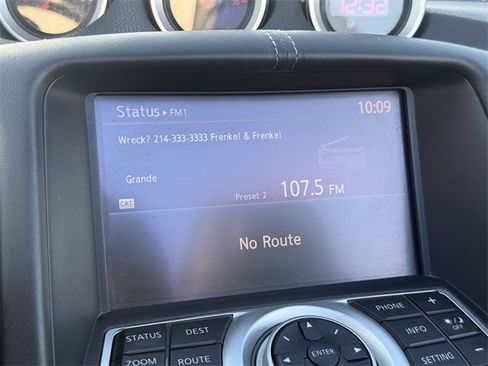 12:32
Status ▸ FM1
10:09
Wreck? 214-333-3333 Frenkel & Frenkel
Grande
CAT
Preset 2 107.5 FM
No Route
STATUS DEST PHONE +
ZOOM ROUTE ENTER INFO OFF
SETTING -